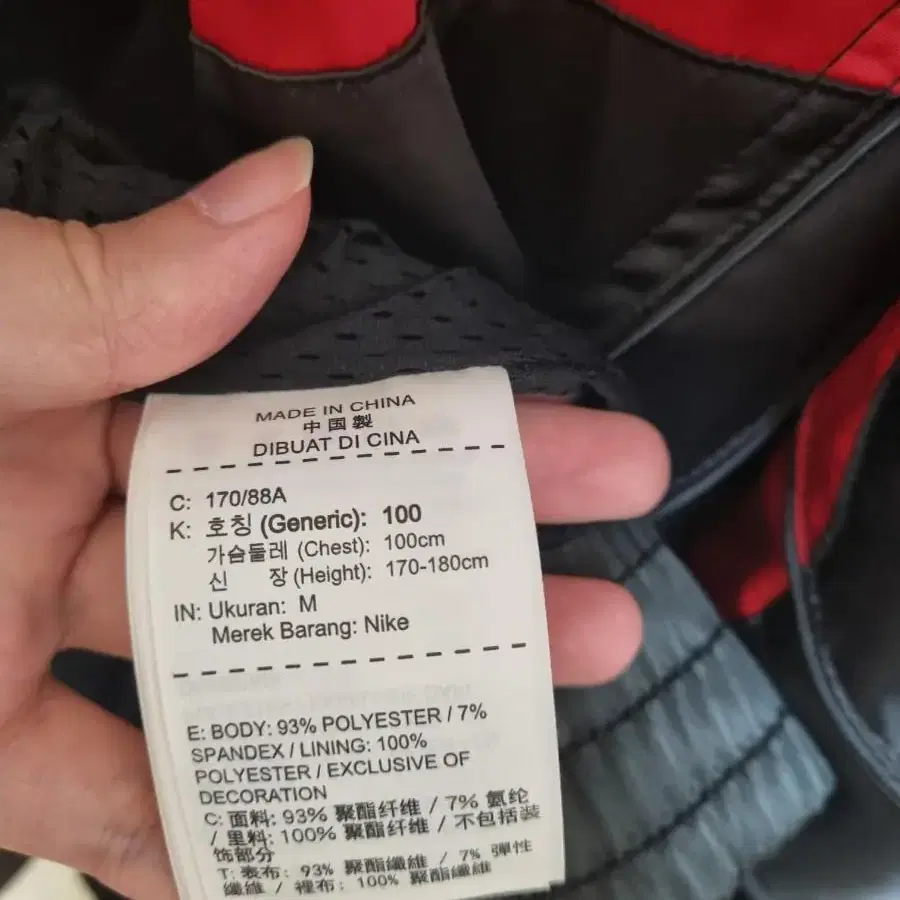 MADE IN CHINA
中国製
DIBUAT DI CINA
C: 170/88A
K: 호칭 (Generic): 100
가슴둘레 (Chest): 100cm
신 장 (Height): 170-180cm
IN: Ukuran: M
Merek Barang: Nike
E: BODY: 93% POLYESTER / 7%
SPANDEX / LINING: 100%
POLYESTER / EXCLUSIVE OF
DECORATION
C: 面料: 93% 聚酯纤维 / 7% 氨纶
/ 里料: 100% 聚酯纤维 / 不包括装
饰部分
T: 表布: 93% 聚酯纖維 / 7% 彈性
纖維 / 裡布: 100% 聚酯纖維